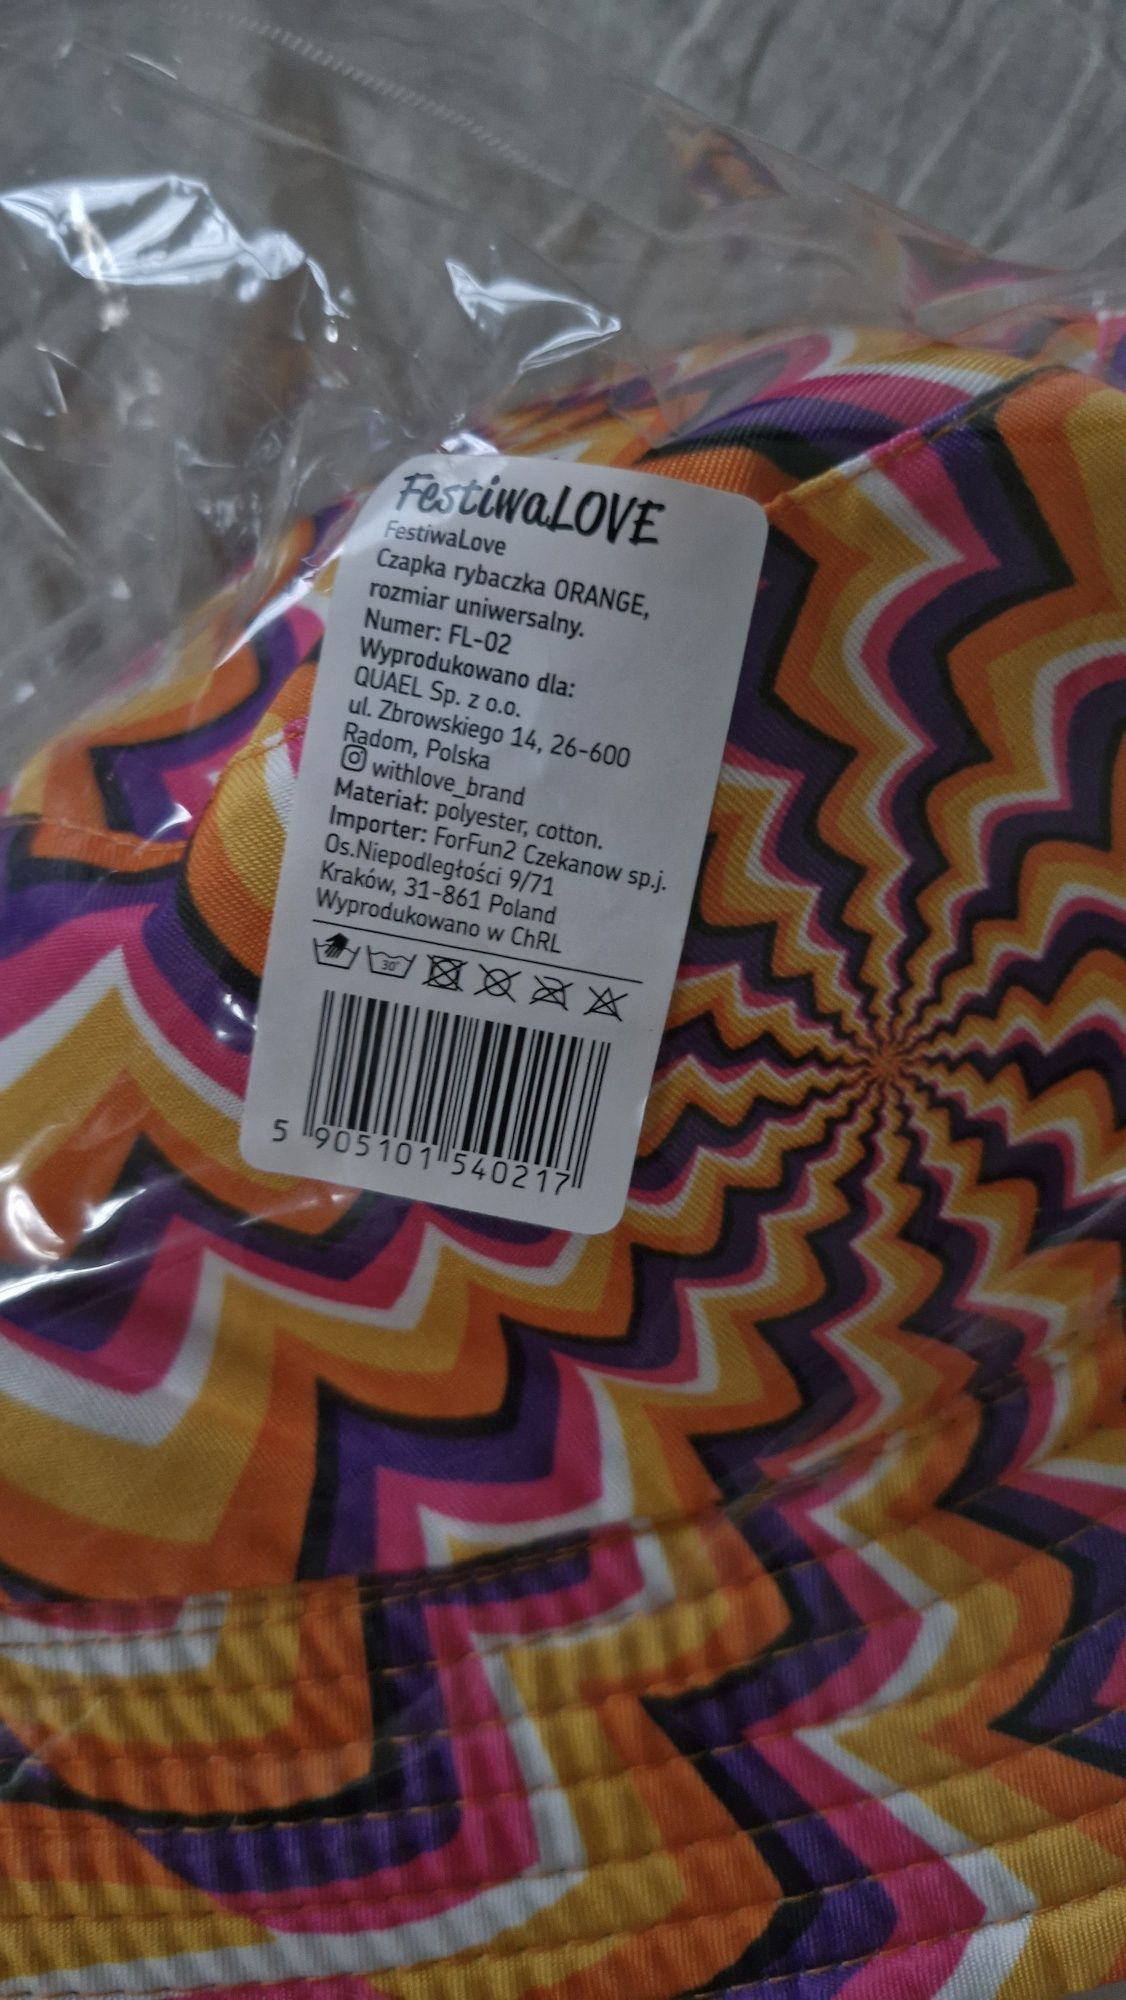 FestiwaLOVE
FestiwaLove
Czapka rybaczka ORANGE,
rozmiar uniwersalny.
Numer: FL-02
Wyprodukowano dla:
QUAEL Sp. z o.o.
ul. Zbrowskiego 14, 26-600
Radom, Polska
withlove_brand
Materiał: polyester, cotton.
Importer: ForFun2 Czekanow sp.j.
Os.Niepodległości 9/71
Kraków, 31-861 Poland
Wyprodukowano w ChRL
30°
5 905101 540217